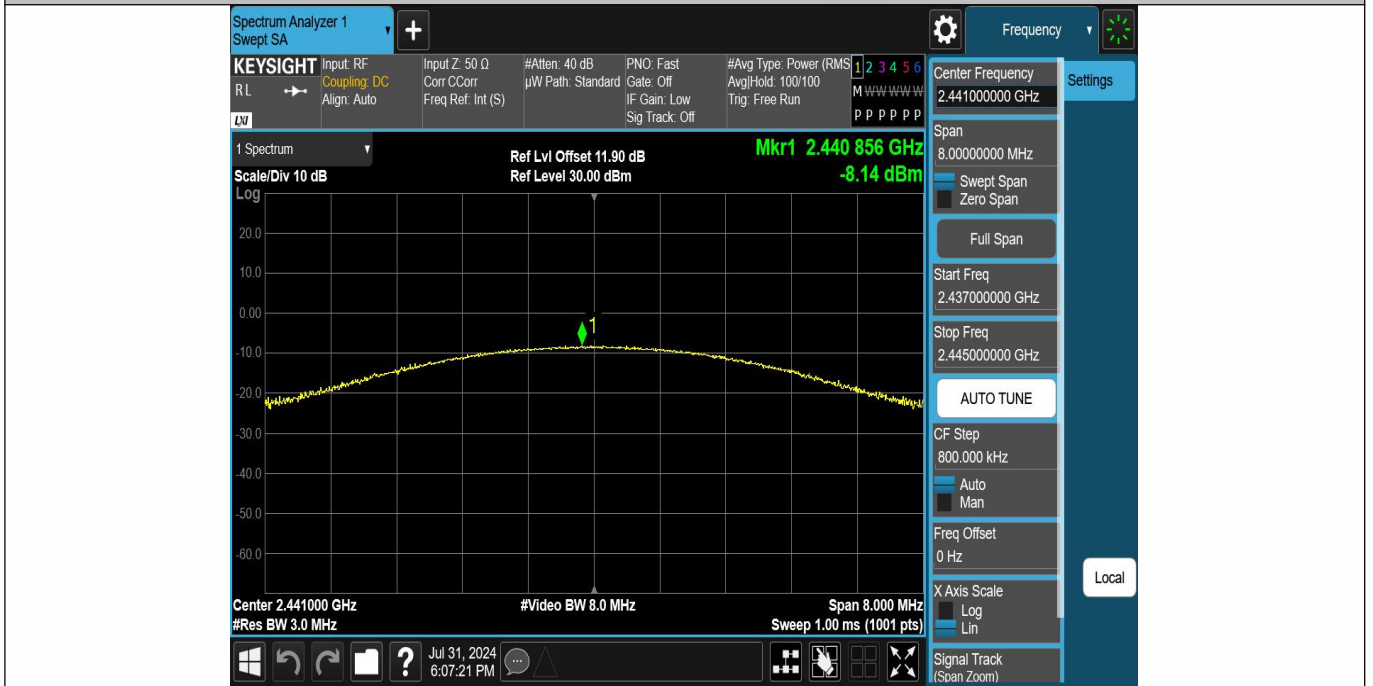 Spectrum Analyzer 1
Swept SA
+
Frequency
KEYSIGHT
RL
LXI
Input: RF
Coupling: DC
Align: Auto
Input Z: 50 Ω
Corr CCorr
Freq Ref: Int (S)
#Atten: 40 dB
µW Path: Standard
PNO: Fast
Gate: Off
IF Gain: Low
Sig Track: Off
#Avg Type: Power (RMS
Avg|Hold: 100/100
Trig: Free Run
1 2 3 4 5 6
M W W W W W
P P P P P P
1 Spectrum
Scale/Div 10 dB
Log
Ref Lvl Offset 11.90 dB
Ref Level 30.00 dBm
Mkr1 2.440 856 GHz
-8.14 dBm
20.0
10.0
0.00
-10.0
-20.0
-30.0
-40.0
-50.0
-60.0
1
Center 2.441000 GHz
#Res BW 3.0 MHz
#Video BW 8.0 MHz
Span 8.000 MHz
Sweep 1.00 ms (1001 pts)
Center Frequency
2.441000000 GHz
Settings
Span
8.00000000 MHz
Swept Span
Zero Span
Full Span
Start Freq
2.437000000 GHz
Stop Freq
2.445000000 GHz
AUTO TUNE
CF Step
800.000 kHz
Auto
Man
Freq Offset
0 Hz
X Axis Scale
Log
Lin
Local
Signal Track
(Span Zoom)
?
Jul 31, 2024
6:07:21 PM